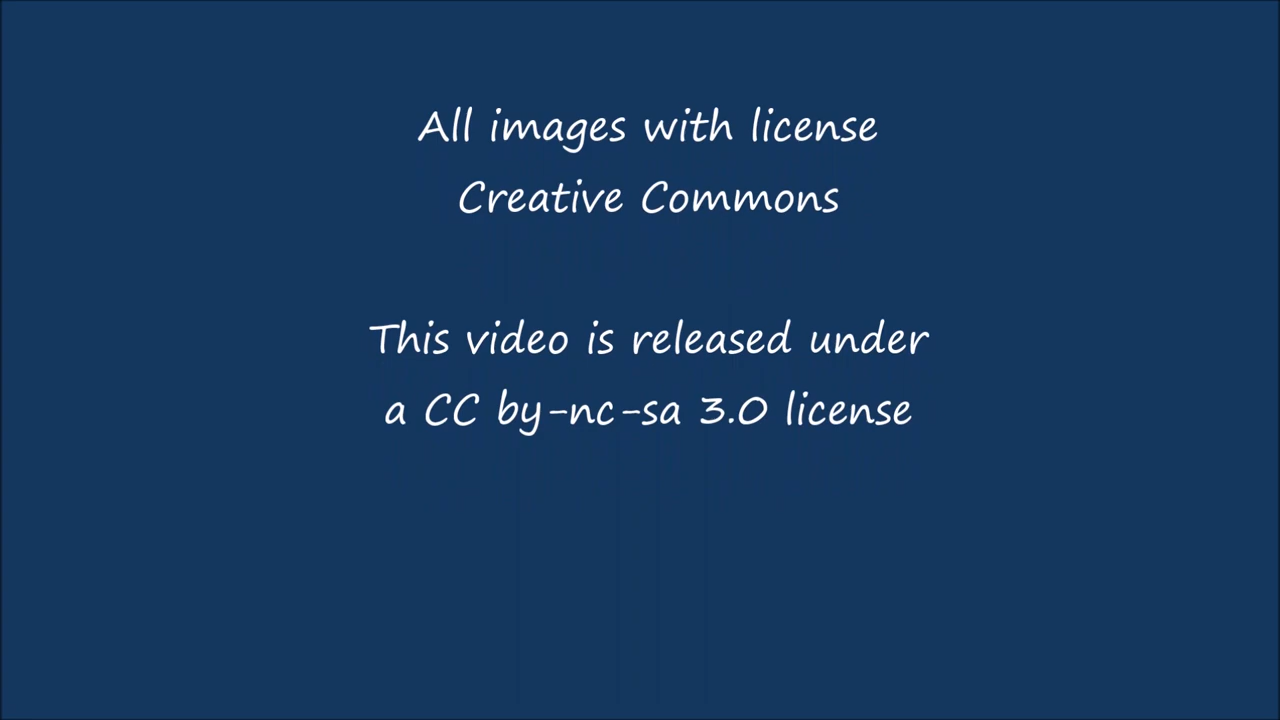 All images with license
Creative Commons
This video is released under
a CC by-nc-sa 3.0 license